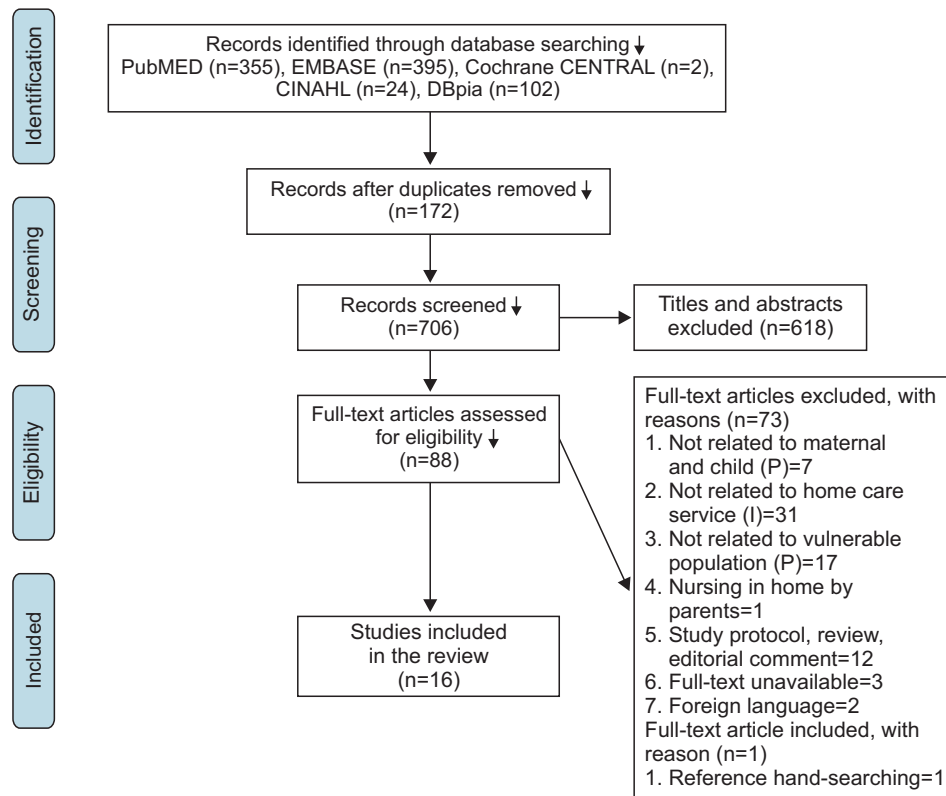 Identification
Records identified through database searching ↓
PubMED (n=355), EMBASE (n=395), Cochrane CENTRAL (n=2),
CINAHL (n=24), DBpia (n=102)
Records after duplicates removed ↓
(n=172)
Screening
Records screened ↓
(n=706)
Titles and abstracts
excluded (n=618)
Eligibility
Full-text articles assessed
for eligibility ↓
(n=88)
Full-text articles excluded, with
reasons (n=73)
1. Not related to maternal
and child (P)=7
2. Not related to home care
service (I)=31
3. Not related to vulnerable
population (P)=17
4. Nursing in home by
parents=1
5. Study protocol, review,
editorial comment=12
6. Full-text unavailable=3
7. Foreign language=2
Full-text article included, with
reason (n=1)
1. Reference hand-searching=1
Included
Studies included
in the review
(n=16)